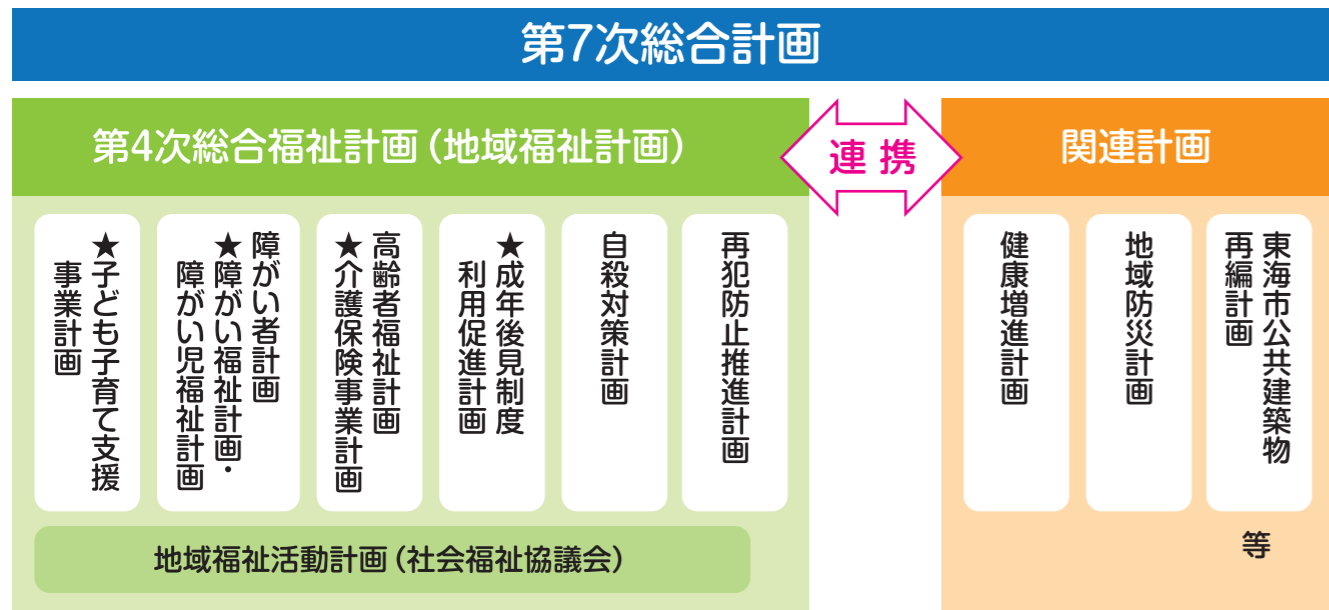 第7次総合計画
第4次総合福祉計画（地域福祉計画）
連携
関連計画
★子ども子育て支援
事業計画
障がい者計画
★障がい福祉計画・
障がい児福祉計画
高齢者福祉計画
★介護保険事業計画
★成年後見制度
利用促進計画
自殺対策計画
再犯防止推進計画
健康増進計画
地域防災計画
東海市公共建築物
再編計画
等
地域福祉活動計画（社会福祉協議会）